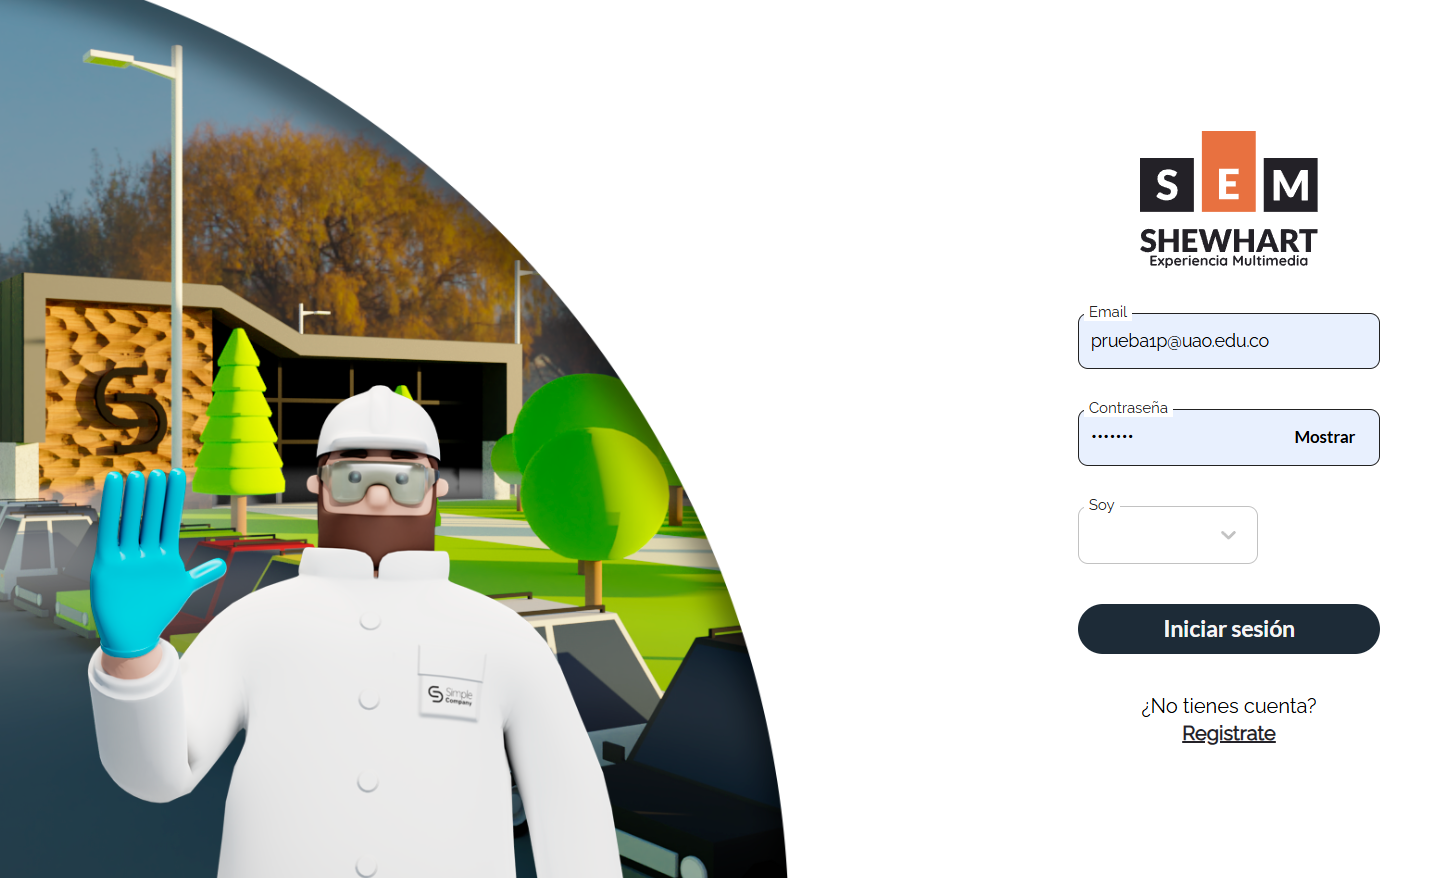 S E M
SHEWHART
Experiencia Multimedia
Email
prueba1p@uao.edu.co
Contraseña
•••••••
Mostrar
Soy
Iniciar sesión
¿No tienes cuenta?
Registrate
Simple
Company